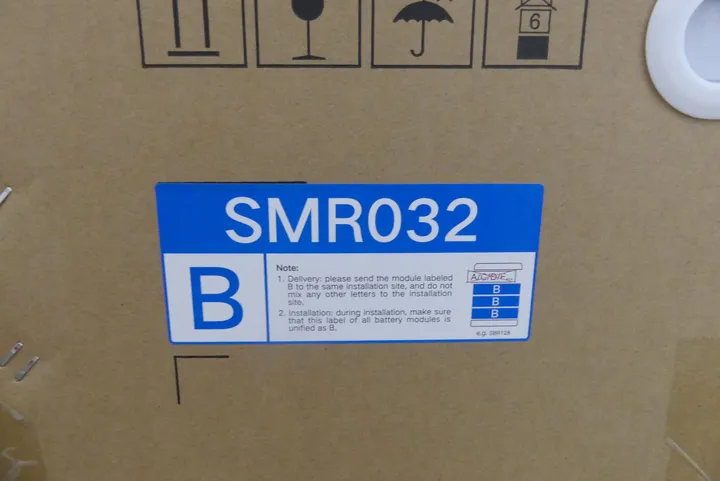 6
SMR032
B
Note:
1. Delivery: please send the module labeled
B to the same installation site, and do not
mix any other letters to the installation
site.
2. Installation: during installation, make sure
that this label of all battery modules is
unified as B.
B
B
B